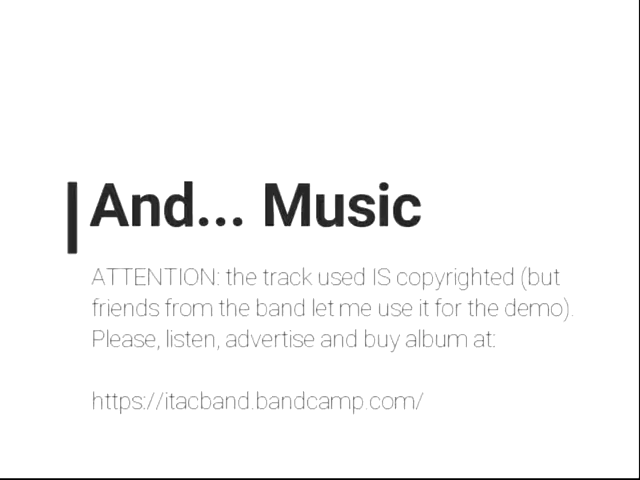 And... Music
ATTENTION: the track used IS copyrighted (but
friends from the band let me use it for the demo).
Please, listen, advertise and buy album at:
https://itacband.bandcamp.com/